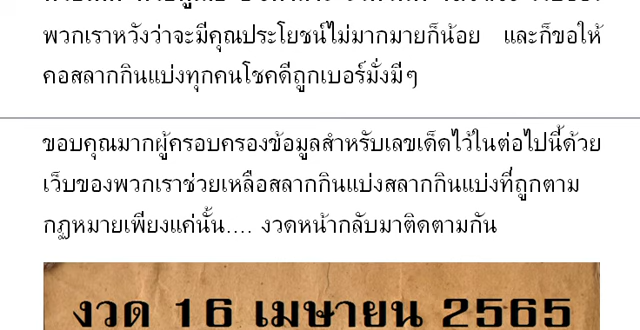 พวกเราหวังว่าจะมีคุณประโยชน์ไม่มากมายก็น้อย และก็ขอให้
คอสลากกินแบ่งทุกคนโชคดีถูกเบอร์มั่งมีๆ
ขอบคุณมากผู้ครอบครองข้อมูลสำหรับเลขเด็ดไว้ในต่อไปนี้ด้วย
เว็บของพวกเราช่วยเหลือสลากกินแบ่งสลากกินแบ่งที่ถูกตาม
กฏหมายเพียงแค่นั้น.... งวดหน้ากลับมาติดตามกัน
งวด 16 เมษายน 2565